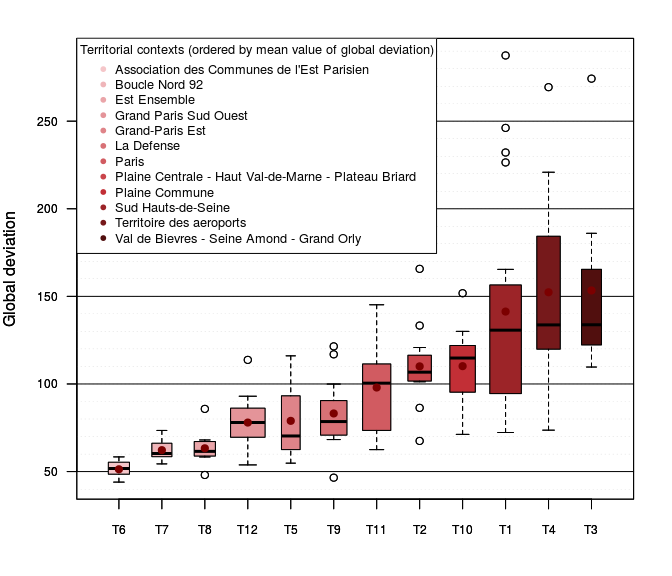 Territorial contexts (ordered by mean value of global deviation)
Association des Communes de l'Est Parisien
Boucle Nord 92
Est Ensemble
Grand Paris Sud Ouest
Grand-Paris Est
La Defense
Paris
Plaine Centrale - Haut Val-de-Marne - Plateau Briard
Plaine Commune
Sud Hauts-de-Seine
Territoire des aeroports
Val de Bievres - Seine Amond - Grand Orly
Global deviation
250
200
150
100
50
T6 T7 T8 T12 T5 T9 T11 T2 T10 T1 T4 T3